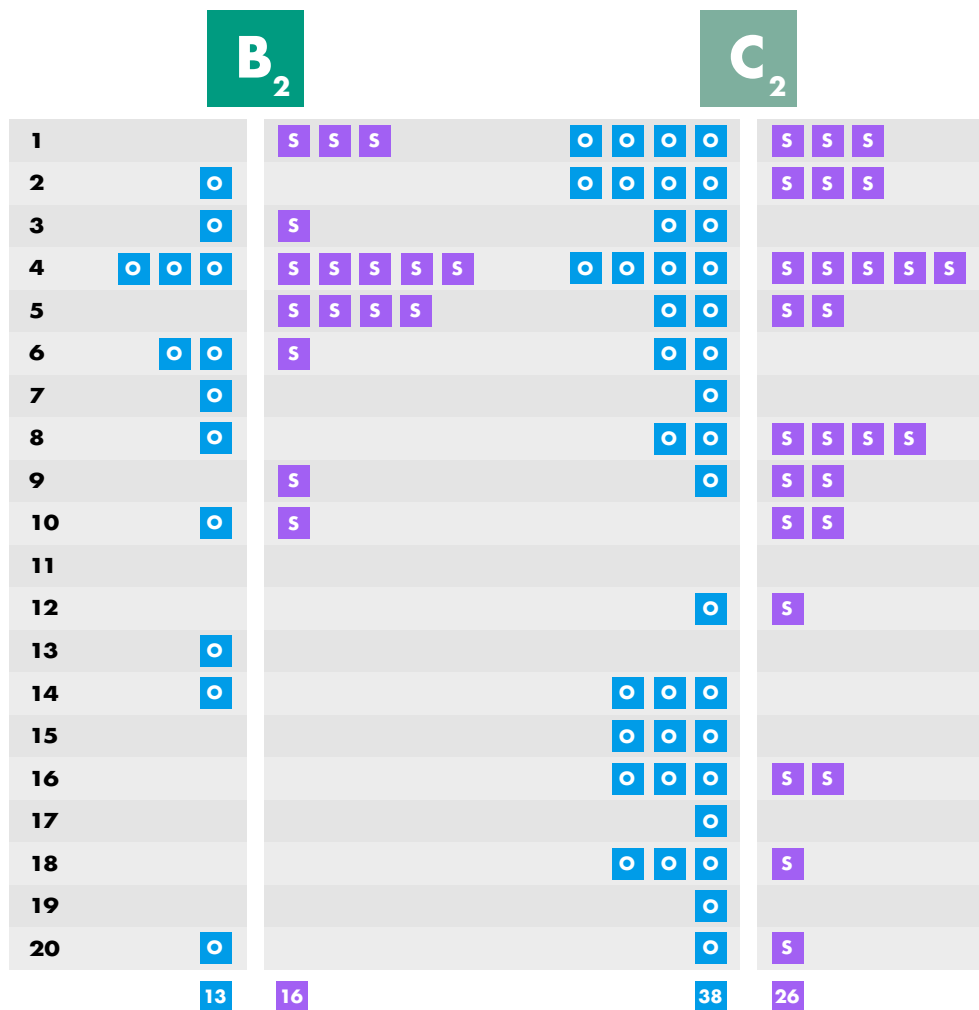 B2 C2
1 S S S O O O O S S S
2 O O O O O S S S
3 O S O O
4 O O O S S S S S O O O O S S S S S
5 S S S S O O S S
6 O O S O O
7 O O
8 O O O S S S S
9 S O S S
10 O S S S
11
12 O S
13 O
14 O O O O
15 O O O
16 O O O S S
17 O
18 O O O S
19 O
20 O O S
13 16 38 26